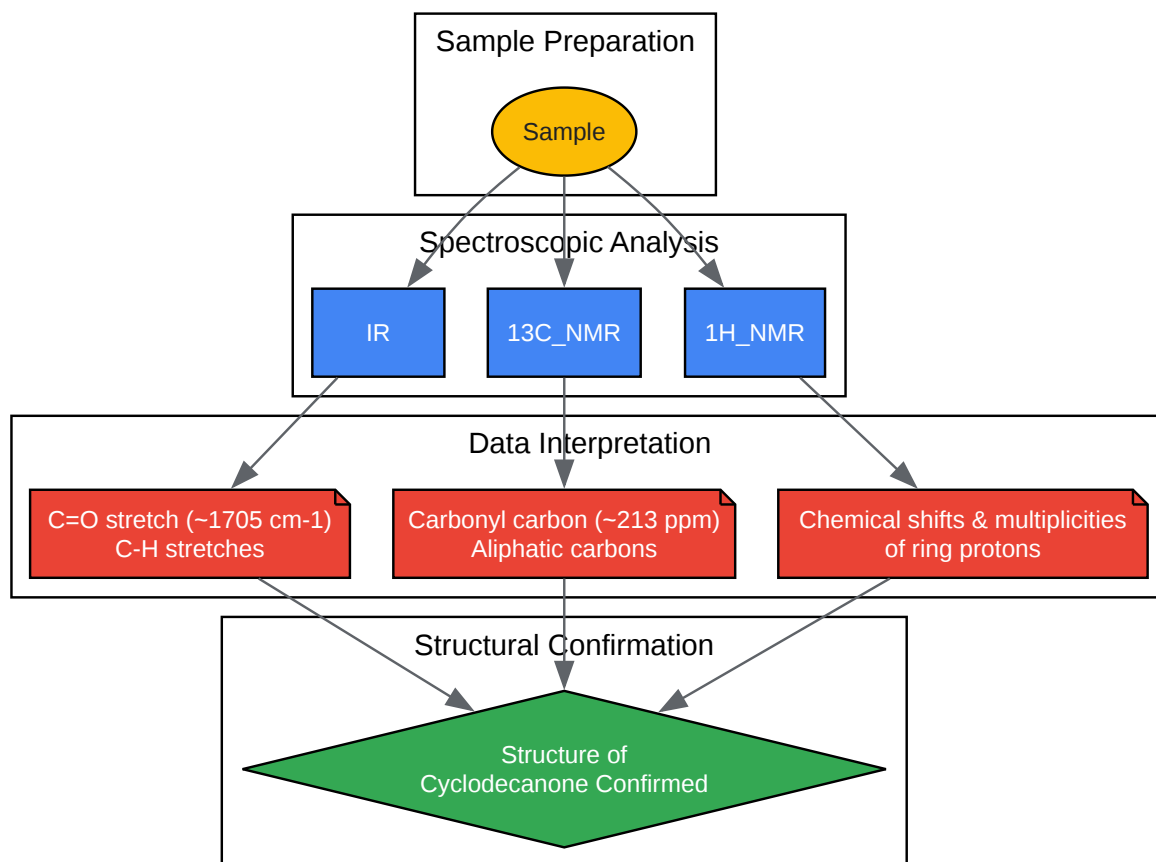 Sample Preparation
Sample
Spectroscopic Analysis
IR
13C_NMR
1H_NMR
Data Interpretation
C=O stretch (~1705 cm-1)
C-H stretches
Carbonyl carbon (~213 ppm)
Aliphatic carbons
Chemical shifts & multiplicities
of ring protons
Structural Confirmation
Structure of
Cyclodecanone Confirmed